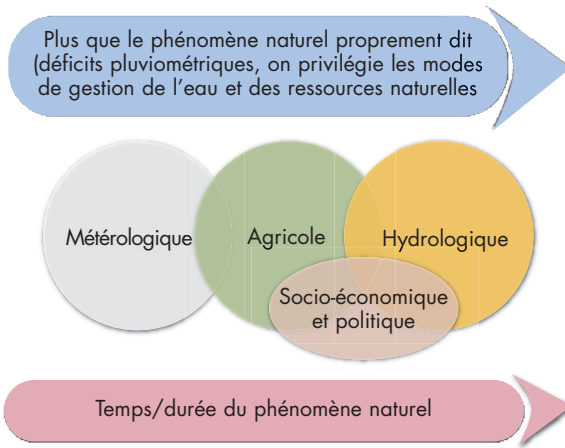 Plus que le phénomène naturel proprement dit
(déficits pluviométriques, on privilégie les modes
de gestion de l’eau et des ressources naturelles
Métérologique
Agricole
Hydrologique
Socio-économique
et politique
Temps/durée du phénomène naturel